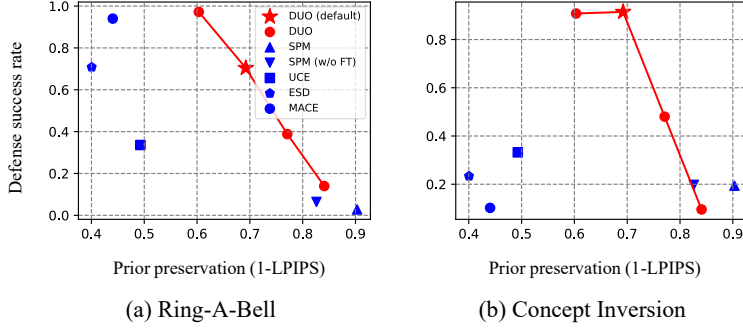 1.0
0.8
0.6
0.4
0.2
0.0
Defense success rate
0.4 0.5 0.6 0.7 0.8 0.9
Prior preservation (1-LPIPS)
(a) Ring-A-Bell
DUO (default)
DUO
SPM
SPM (w/o FT)
UCE
ESD
MACE
0.8
0.6
0.4
0.2
0.4 0.5 0.6 0.7 0.8 0.9
Prior preservation (1-LPIPS)
(b) Concept Inversion